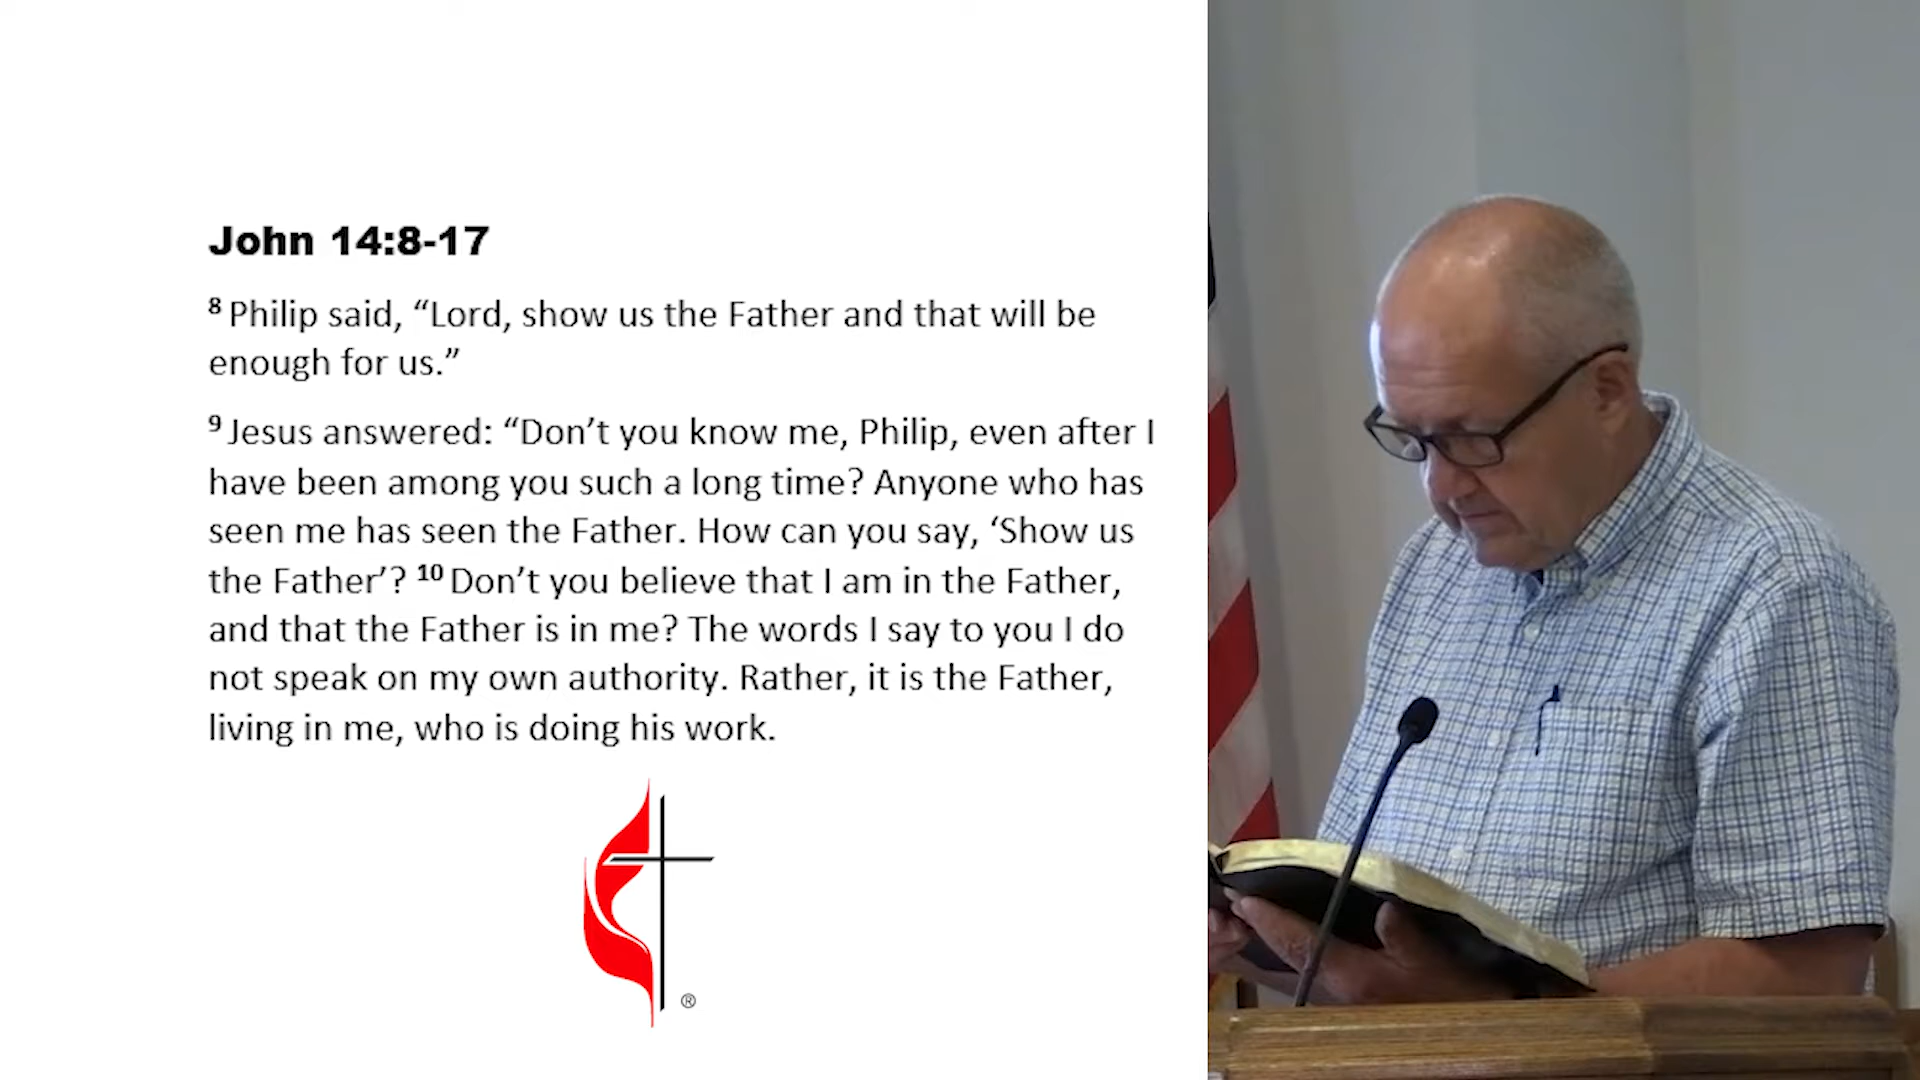 John 14:8-17
8 Philip said, “Lord, show us the Father and that will be
enough for us.”
9 Jesus answered: “Don’t you know me, Philip, even after I
have been among you such a long time? Anyone who has
seen me has seen the Father. How can you say, ‘Show us
the Father’? 10 Don’t you believe that I am in the Father,
and that the Father is in me? The words I say to you I do
not speak on my own authority. Rather, it is the Father,
living in me, who is doing his work.
®